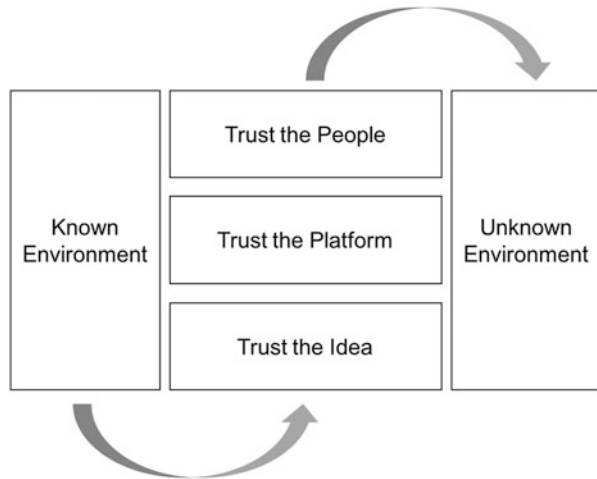 Trust the People
Known
Environment
Trust the Platform
Unknown
Environment
Trust the Idea